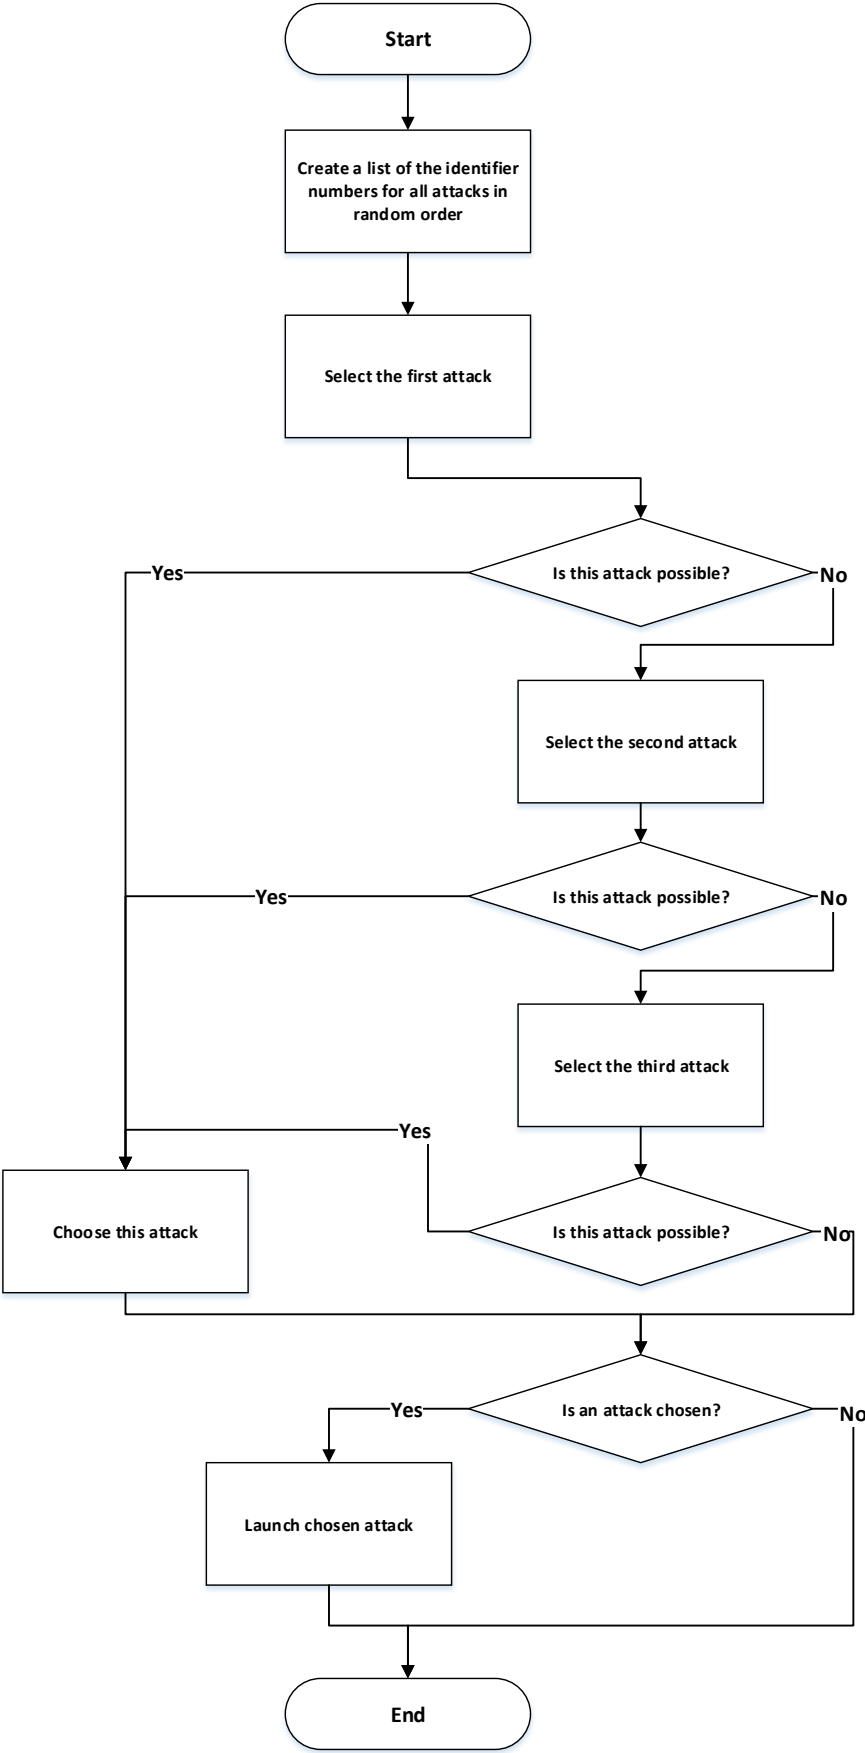 Start
Create a list of the identifier
numbers for all attacks in
random order
Select the first attack
Is this attack possible?
Yes
No
Select the second attack
Is this attack possible?
Yes
No
Select the third attack
Yes
Is this attack possible?
No
Choose this attack
Is an attack chosen?
Yes
No
Launch chosen attack
End